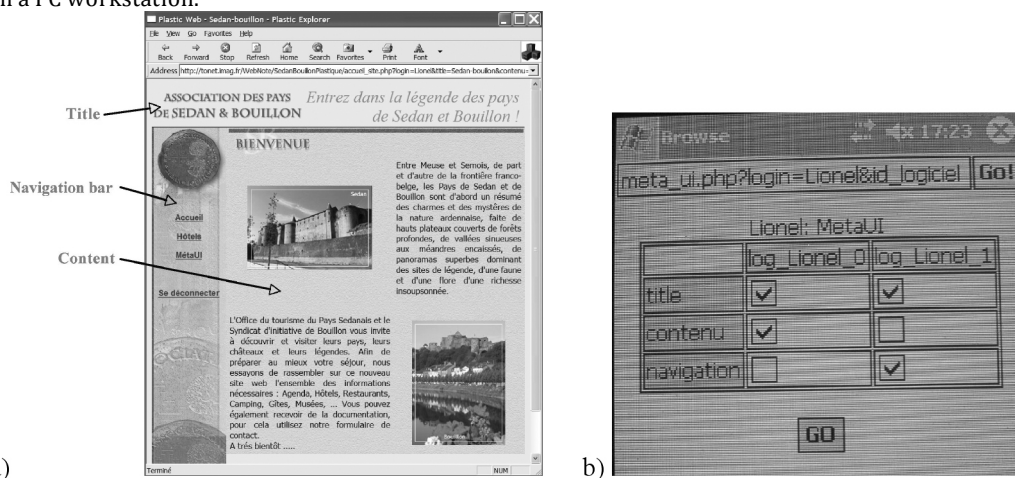 n a PC workstation.
Plastic Web - Sedan-bouillon - Plastic Explorer
File View Go Favorites Help
Back Forward Stop Refresh Home Search Favorites Print Font
Address http://tonet.imag.fr/WebNote/SedanBouillonPlastique/accueil_site.php?login=Lionel&title=Sedan-bouillon&contenu=
Title
ASSOCIATION DES PAYS
DE SEDAN & BOUILLON
Entrez dans la légende des pays
de Sedan et Bouillon !
BIENVENUE
Navigation bar
Accueil
Hôtels
MétaUI
Se déconnecter
Content
Sedan
Entre Meuse et Semois, de part
et d'autre de la frontière franco-
belge, les Pays de Sedan et de
Bouillon sont d'abord un résumé
des charmes et des mystères de
la nature ardennaise, faite de
hauts plateaux couverts de forêts
profondes, de vallées sinueuses
aux méandres encaissés, de
panoramas superbes dominant
des sites de légende, d'une faune
et d'une flore d'une richesse
insoupsonnée.
L'Office du tourisme du Pays Sedanais et le
Syndicat d'initiative de Bouillon vous invite
à découvrir et visiter leurs pays, leurs
châteaux et leurs légendes. Afin de
préparer au mieux votre séjour, nous
essayons de rassembler sur ce nouveau
site web l'ensemble des informations
nécessaires : Agenda, Hôtels, Restaurants,
Camping, Gîtes, Musées, ... Vous pouvez
également recevoir de la documentation,
pour cela utilisez notre formulaire de
contact.
A trés bientôt .....
Terminé
NUM
)
b)
Browse
17:23
meta_ui.php?login=Lionel&id_logiciel Go!
Lionel: MetaUI
log_Lionel_0 log_Lionel_1
title
contenu
navigation
GO